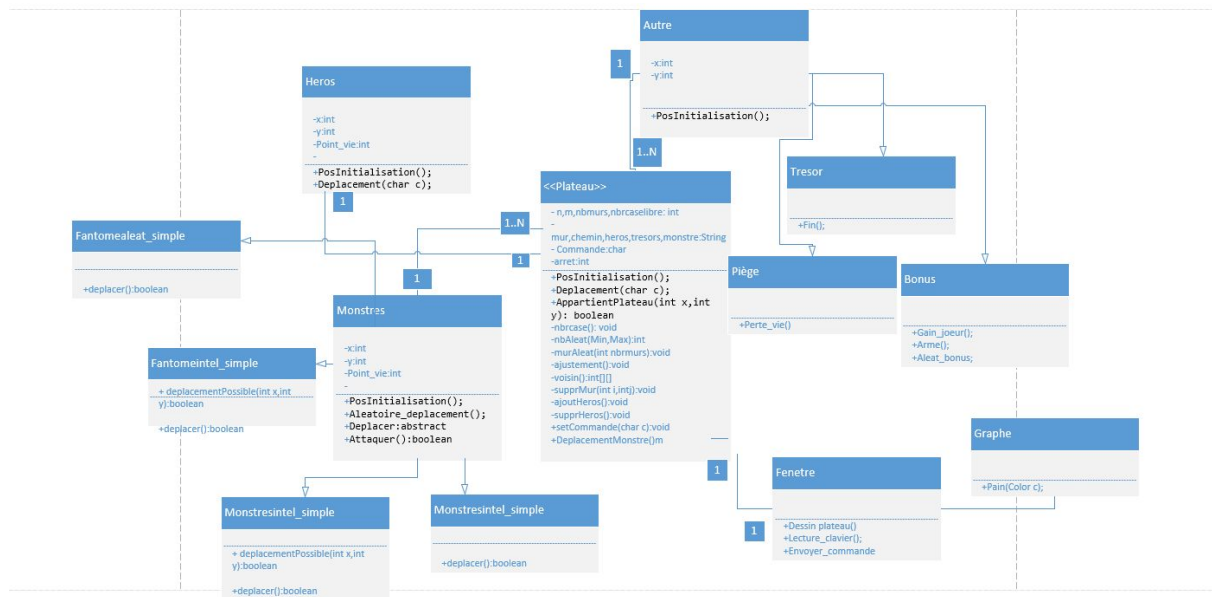 Autre
-x:int
-y:int
+PosInitialisation();
1
1..N
Heros
-x:int
-y:int
-Point_vie:int
-
+PosInitialisation();
+Deplacement(char c);
1
<<Plateau>>
- n,m,nbmurs,nbrcaselibre: int
-
mur,chemin,heros,tresors,monstre:String
- Commande:char
-arret:int
+PosInitialisation();
+Deplacement(char c);
+AppartientPlateau(int x,int
y): boolean
-nbrcase(): void
-nbAleat(Min,Max):int
-murAleat(int nbrmurs):void
-ajustement():void
-voisin():int[][]
-supprMur(int i,intj):void
-ajoutHeros():void
-supprHeros():void
+setCommande(char c):void
+DeplacementMonstre()m
1..N
1
1
Tresor
+Fin();
Piège
+Perte_vie()
Bonus
+Gain_joeur();
+Arme();
+Aleat_bonus;
Fantomealeat_simple
+deplacer():boolean
1
Monstres
-x:int
-y:int
-Point_vie:int
-
+PosInitialisation();
+Aleatoire_deplacement();
+Deplacer:abstract
+Attaquer():boolean
Fantomeintel_simple
+ deplacementPossible(int x,int
y):boolean
+deplacer():boolean
Monstresintel_simple
+ deplacementPossible(int x,int
y):boolean
+deplacer():boolean
Monstresintel_simple
+deplacer():boolean
Graphe
+Pain(Color c);
Fenetre
+Dessin plateau()
+Lecture_clavier();
+Envoyer_commande
1